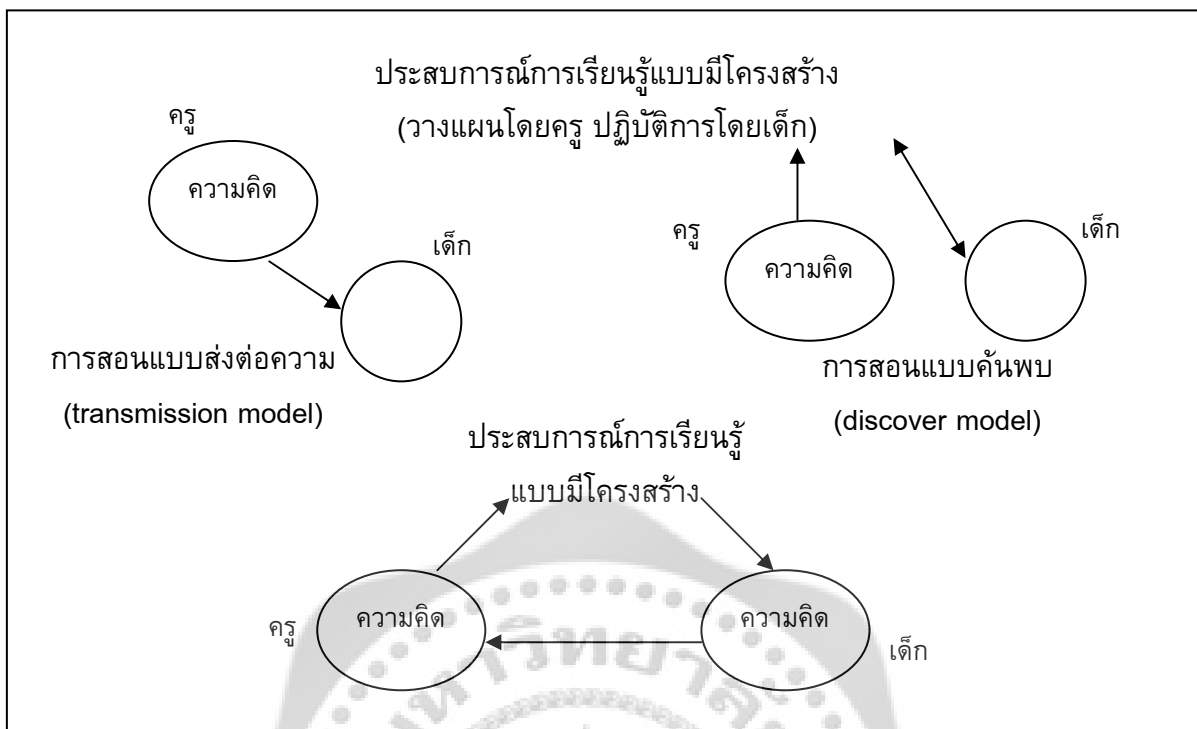 ประสบการณ์การเรียนรู้แบบมีโครงสร้าง
(วางแผนโดยครู ปฏิบัติการโดยเด็ก)
ครู
ความคิด
เด็ก
การสอนแบบส่งต่อความ
(transmission model)
ครู
ความคิด
เด็ก
การสอนแบบค้นพบ
(discover model)
ประสบการณ์การเรียนรู้
แบบมีโครงสร้าง
ครู
ความคิด
ความคิด
เด็ก